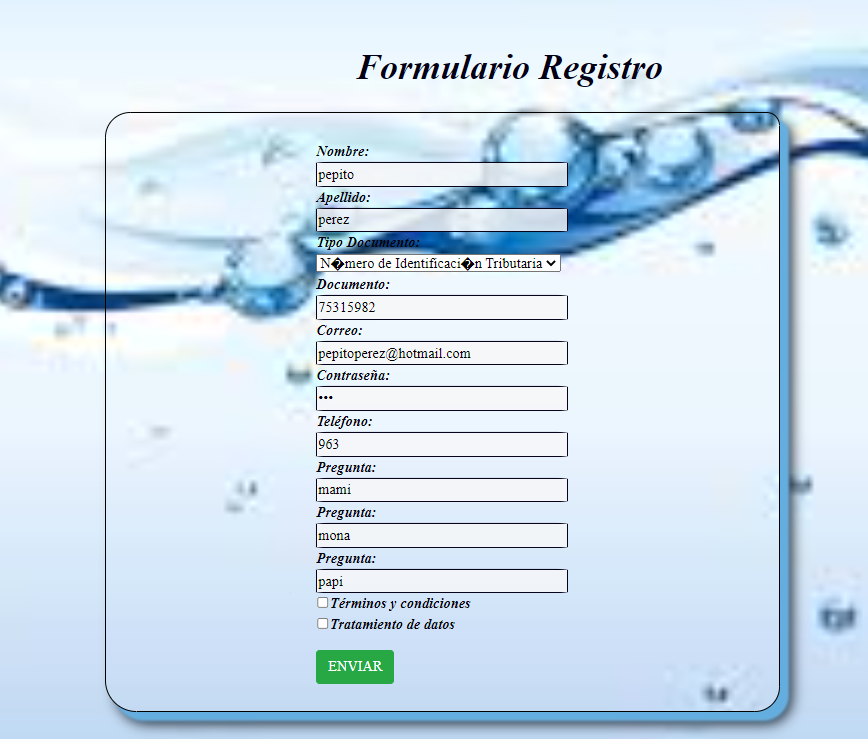 Formulario Registro
Nombre:
pepito
Apellido:
perez
Tipo Documento:
N�mero de Identificaci�n Tributaria
Documento:
75315982
Correo:
pepitoperez@hotmail.com
Contraseña:
•••
Teléfono:
963
Pregunta:
mami
Pregunta:
mona
Pregunta:
papi
Términos y condiciones
Tratamiento de datos
ENVIAR